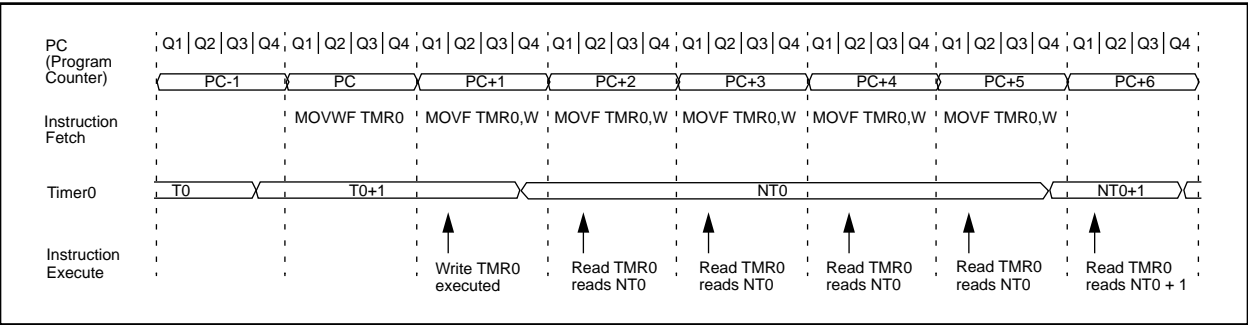 PC
(Program
Counter)
Q1 Q2 Q3 Q4 Q1 Q2 Q3 Q4 Q1 Q2 Q3 Q4 Q1 Q2 Q3 Q4 Q1 Q2 Q3 Q4 Q1 Q2 Q3 Q4 Q1 Q2 Q3 Q4 Q1 Q2 Q3 Q4
PC-1 PC PC+1 PC+2 PC+3 PC+4 PC+5 PC+6
Instruction
Fetch
MOVWF TMR0 MOVF TMR0,W MOVF TMR0,W MOVF TMR0,W MOVF TMR0,W MOVF TMR0,W
Timer0
T0 T0+1 NT0 NT0+1
Instruction
Execute
Write TMR0
executed
Read TMR0
reads NT0
Read TMR0
reads NT0
Read TMR0
reads NT0
Read TMR0
reads NT0
Read TMR0
reads NT0 + 1